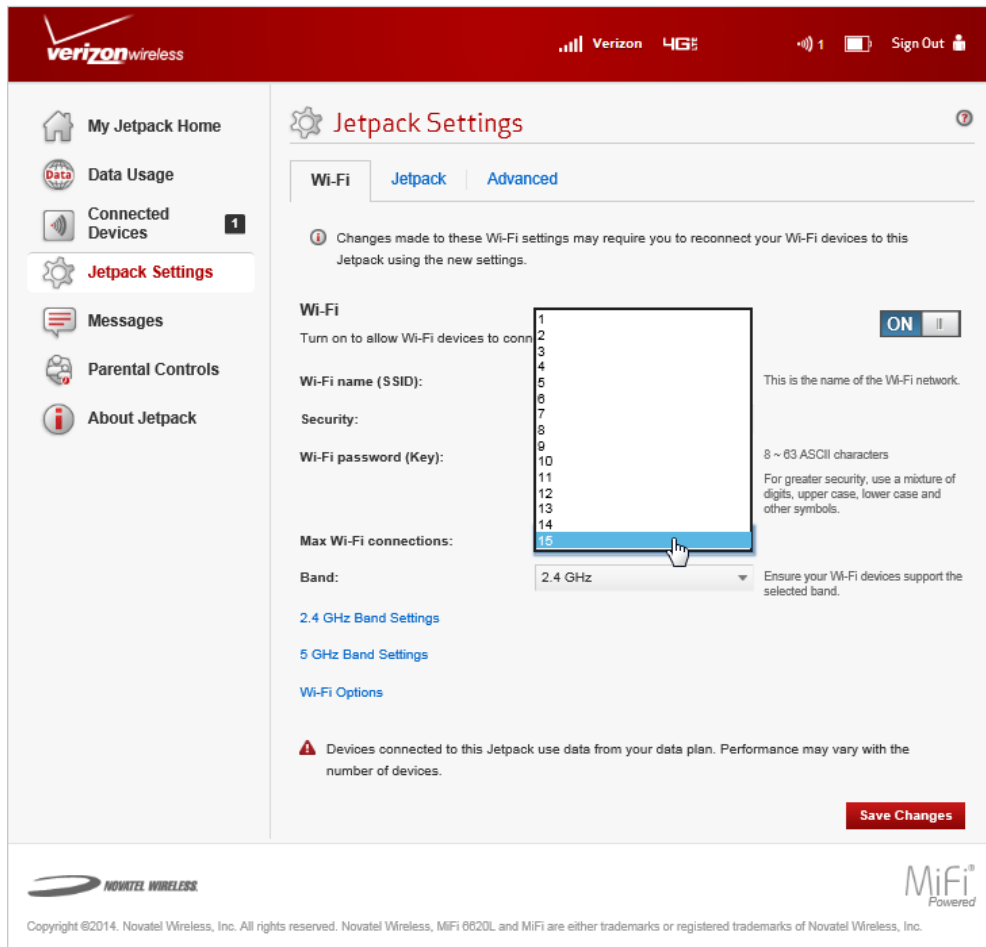 verizonwireless
Verizon 4G LTE
1
Sign Out
My Jetpack Home
Data
Data Usage
Connected
Devices
1
Jetpack Settings
Messages
Parental Controls
About Jetpack
Jetpack Settings
?
Wi-Fi
Jetpack
Advanced
Changes made to these Wi-Fi settings may require you to reconnect your Wi-Fi devices to this
Jetpack using the new settings.
Wi-Fi
Turn on to allow Wi-Fi devices to conn
ON
Wi-Fi name (SSID):
This is the name of the Wi-Fi network.
Security:
Wi-Fi password (Key):
8 ~ 63 ASCII characters
For greater security, use a mixture of
digits, upper case, lower case and
other symbols.
Max Wi-Fi connections:
1
2
3
4
5
6
7
8
9
10
11
12
13
14
15
Band:
2.4 GHz
Ensure your Wi-Fi devices support the
selected band.
2.4 GHz Band Settings
5 GHz Band Settings
Wi-Fi Options
Devices connected to this Jetpack use data from your data plan. Performance may vary with the
number of devices.
Save Changes
NOVATEL WIRELESS.
MiFi®
Powered
Copyright ©2014. Novatel Wireless, Inc. All rights reserved. Novatel Wireless, MiFi 6620L and MiFi are either trademarks or registered trademarks of Novatel Wireless, Inc.